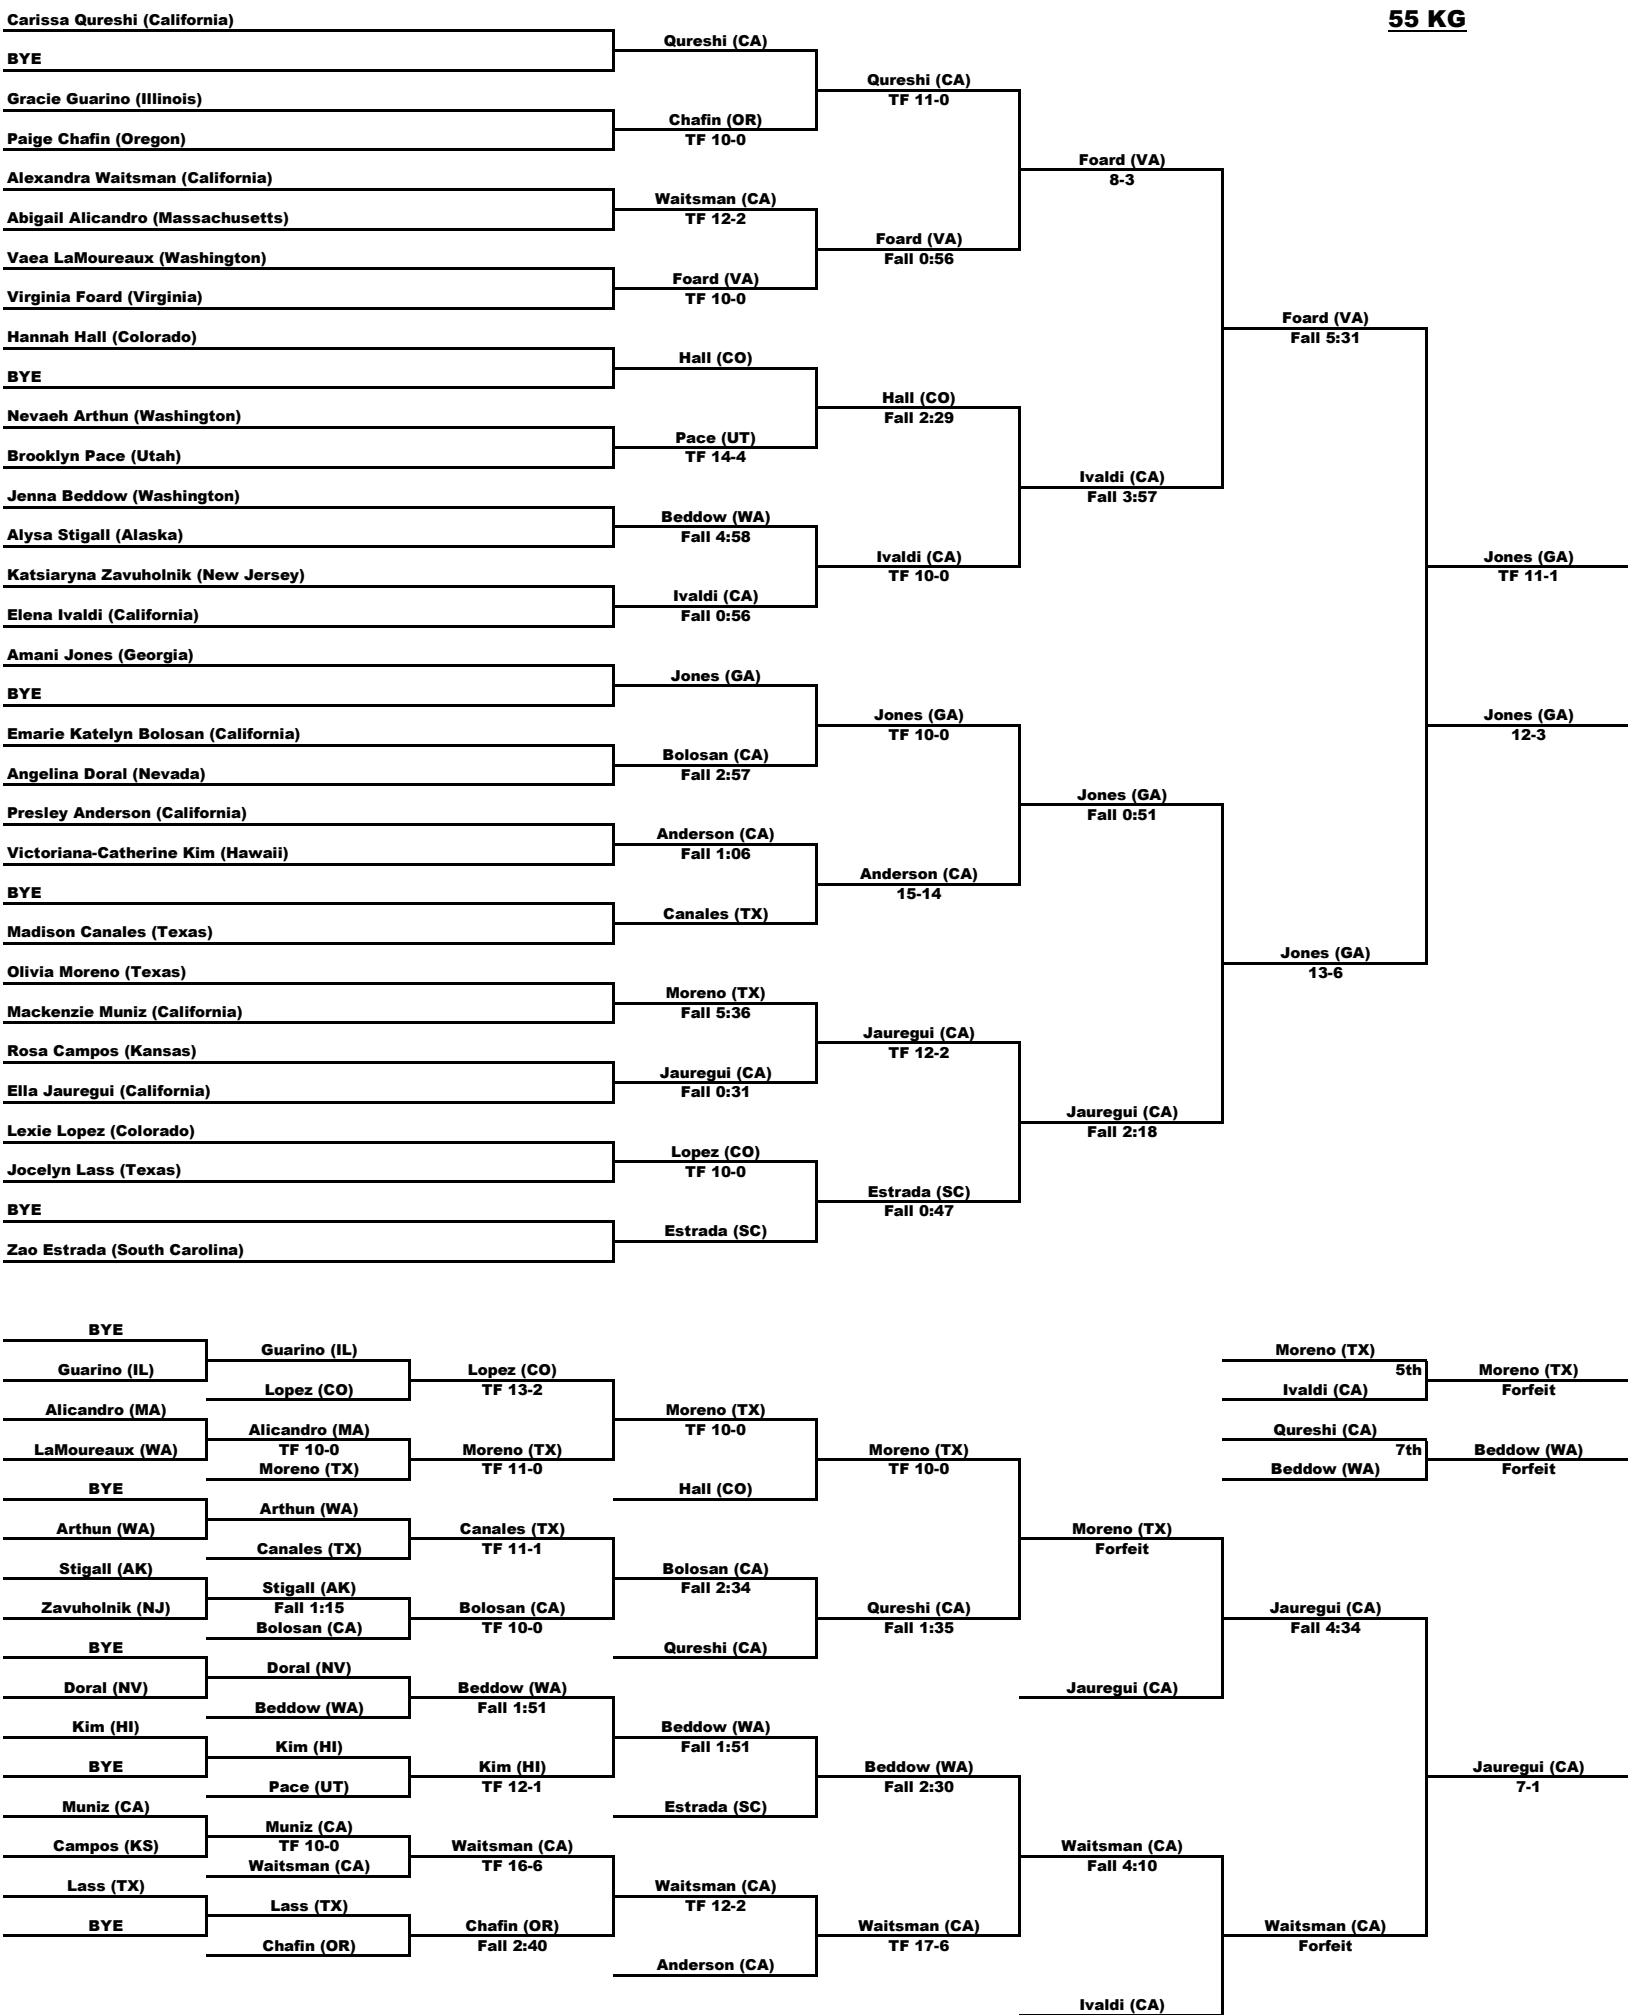 55 KG
Carissa Qureshi (California)
Qureshi (CA)
BYE
Qureshi (CA)
TF 11-0
Gracie Guarino (Illinois)
Chafin (OR)
TF 10-0
Paige Chafin (Oregon)
Foard (VA)
8-3
Alexandra Waitsman (California)
Waitsman (CA)
TF 12-2
Abigail Alicandro (Massachusetts)
Foard (VA)
Fall 0:56
Vaea LaMoureaux (Washington)
Foard (VA)
TF 10-0
Virginia Foard (Virginia)
Foard (VA)
Fall 5:31
Hannah Hall (Colorado)
Hall (CO)
BYE
Hall (CO)
Fall 2:29
Nevaeh Arthun (Washington)
Pace (UT)
TF 14-4
Brooklyn Pace (Utah)
Ivaldi (CA)
Fall 3:57
Jenna Beddow (Washington)
Beddow (WA)
Fall 4:58
Alysa Stigall (Alaska)
Ivaldi (CA)
TF 10-0
Jones (GA)
TF 11-1
Katsiaryna Zavuholnik (New Jersey)
Ivaldi (CA)
Fall 0:56
Elena Ivaldi (California)
Amani Jones (Georgia)
Jones (GA)
BYE
Jones (GA)
TF 10-0
Jones (GA)
12-3
Emarie Katelyn Bolosan (California)
Bolosan (CA)
Fall 2:57
Angelina Doral (Nevada)
Jones (GA)
Fall 0:51
Presley Anderson (California)
Anderson (CA)
Fall 1:06
Victoriana-Catherine Kim (Hawaii)
Anderson (CA)
15-14
BYE
Canales (TX)
Madison Canales (Texas)
Jones (GA)
13-6
Olivia Moreno (Texas)
Moreno (TX)
Fall 5:36
Mackenzie Muniz (California)
Jauregui (CA)
TF 12-2
Rosa Campos (Kansas)
Jauregui (CA)
Fall 0:31
Ella Jauregui (California)
Jauregui (CA)
Fall 2:18
Lexie Lopez (Colorado)
Lopez (CO)
TF 10-0
Jocelyn Lass (Texas)
Estrada (SC)
Fall 0:47
BYE
Estrada (SC)
Zao Estrada (South Carolina)
BYE
Guarino (IL)
Moreno (TX)
Guarino (IL)
Lopez (CO)
TF 13-2
5th
Moreno (TX)
Forfeit
Lopez (CO)
Ivaldi (CA)
Alicandro (MA)
Moreno (TX)
TF 10-0
Alicandro (MA)
TF 10-0
Qureshi (CA)
LaMoureaux (WA)
Moreno (TX)
TF 11-0
Moreno (TX)
TF 10-0
7th
Beddow (WA)
Forfeit
Moreno (TX)
Beddow (WA)
BYE
Hall (CO)
Arthun (WA)
Arthun (WA)
Canales (TX)
TF 11-1
Moreno (TX)
Forfeit
Canales (TX)
Stigall (AK)
Bolosan (CA)
Fall 2:34
Stigall (AK)
Fall 1:15
Zavuholnik (NJ)
Bolosan (CA)
TF 10-0
Qureshi (CA)
Fall 1:35
Jauregui (CA)
Fall 4:34
Bolosan (CA)
BYE
Qureshi (CA)
Doral (NV)
Doral (NV)
Beddow (WA)
Fall 1:51
Jauregui (CA)
Beddow (WA)
Kim (HI)
Beddow (WA)
Fall 1:51
Kim (HI)
BYE
Kim (HI)
TF 12-1
Beddow (WA)
Fall 2:30
Jauregui (CA)
7-1
Pace (UT)
Muniz (CA)
Estrada (SC)
Muniz (CA)
TF 10-0
Campos (KS)
Waitsman (CA)
TF 16-6
Waitsman (CA)
Fall 4:10
Waitsman (CA)
Lass (TX)
Waitsman (CA)
TF 12-2
Lass (TX)
BYE
Chafin (OR)
Fall 2:40
Waitsman (CA)
TF 17-6
Waitsman (CA)
Forfeit
Chafin (OR)
Anderson (CA)
Ivaldi (CA)